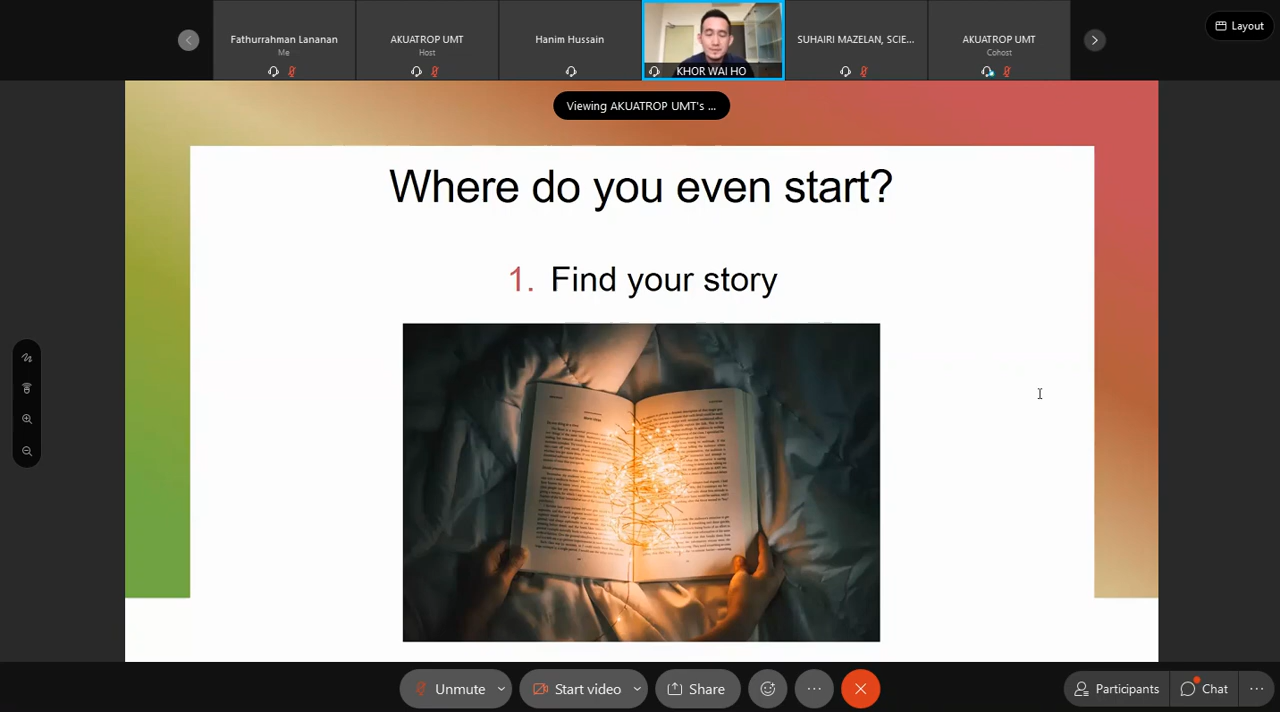 Fathurrahman Lananan
Me
AKUATROP UMT
Host
Hanim Hussain
KHOR WAI HO
SUHAIRI MAZELAN, SCIE...
AKUATROP UMT
Cohost
Layout
Viewing AKUATROP UMT's ...
Where do you even start?
1. Find your story
Unmute
Start video
Share
Participants
Chat